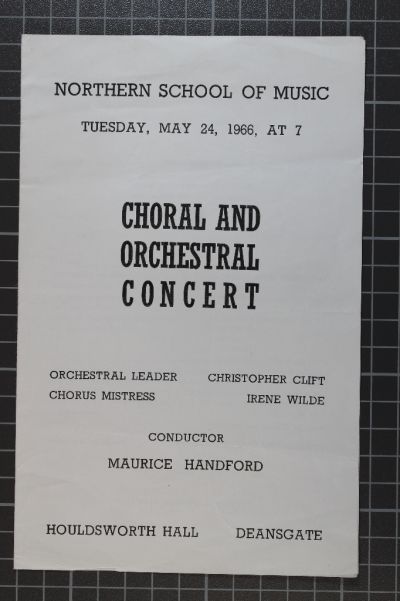 NORTHERN SCHOOL OF MUSIC
TUESDAY, MAY 24, 1966, AT 7
CHORAL AND
ORCHESTRAL
CONCERT
ORCHESTRAL LEADER CHRISTOPHER CLIFT
CHORUS MISTRESS IRENE WILDE
CONDUCTOR
MAURICE HANDFORD
HOULDSWORTH HALL DEANSGATE